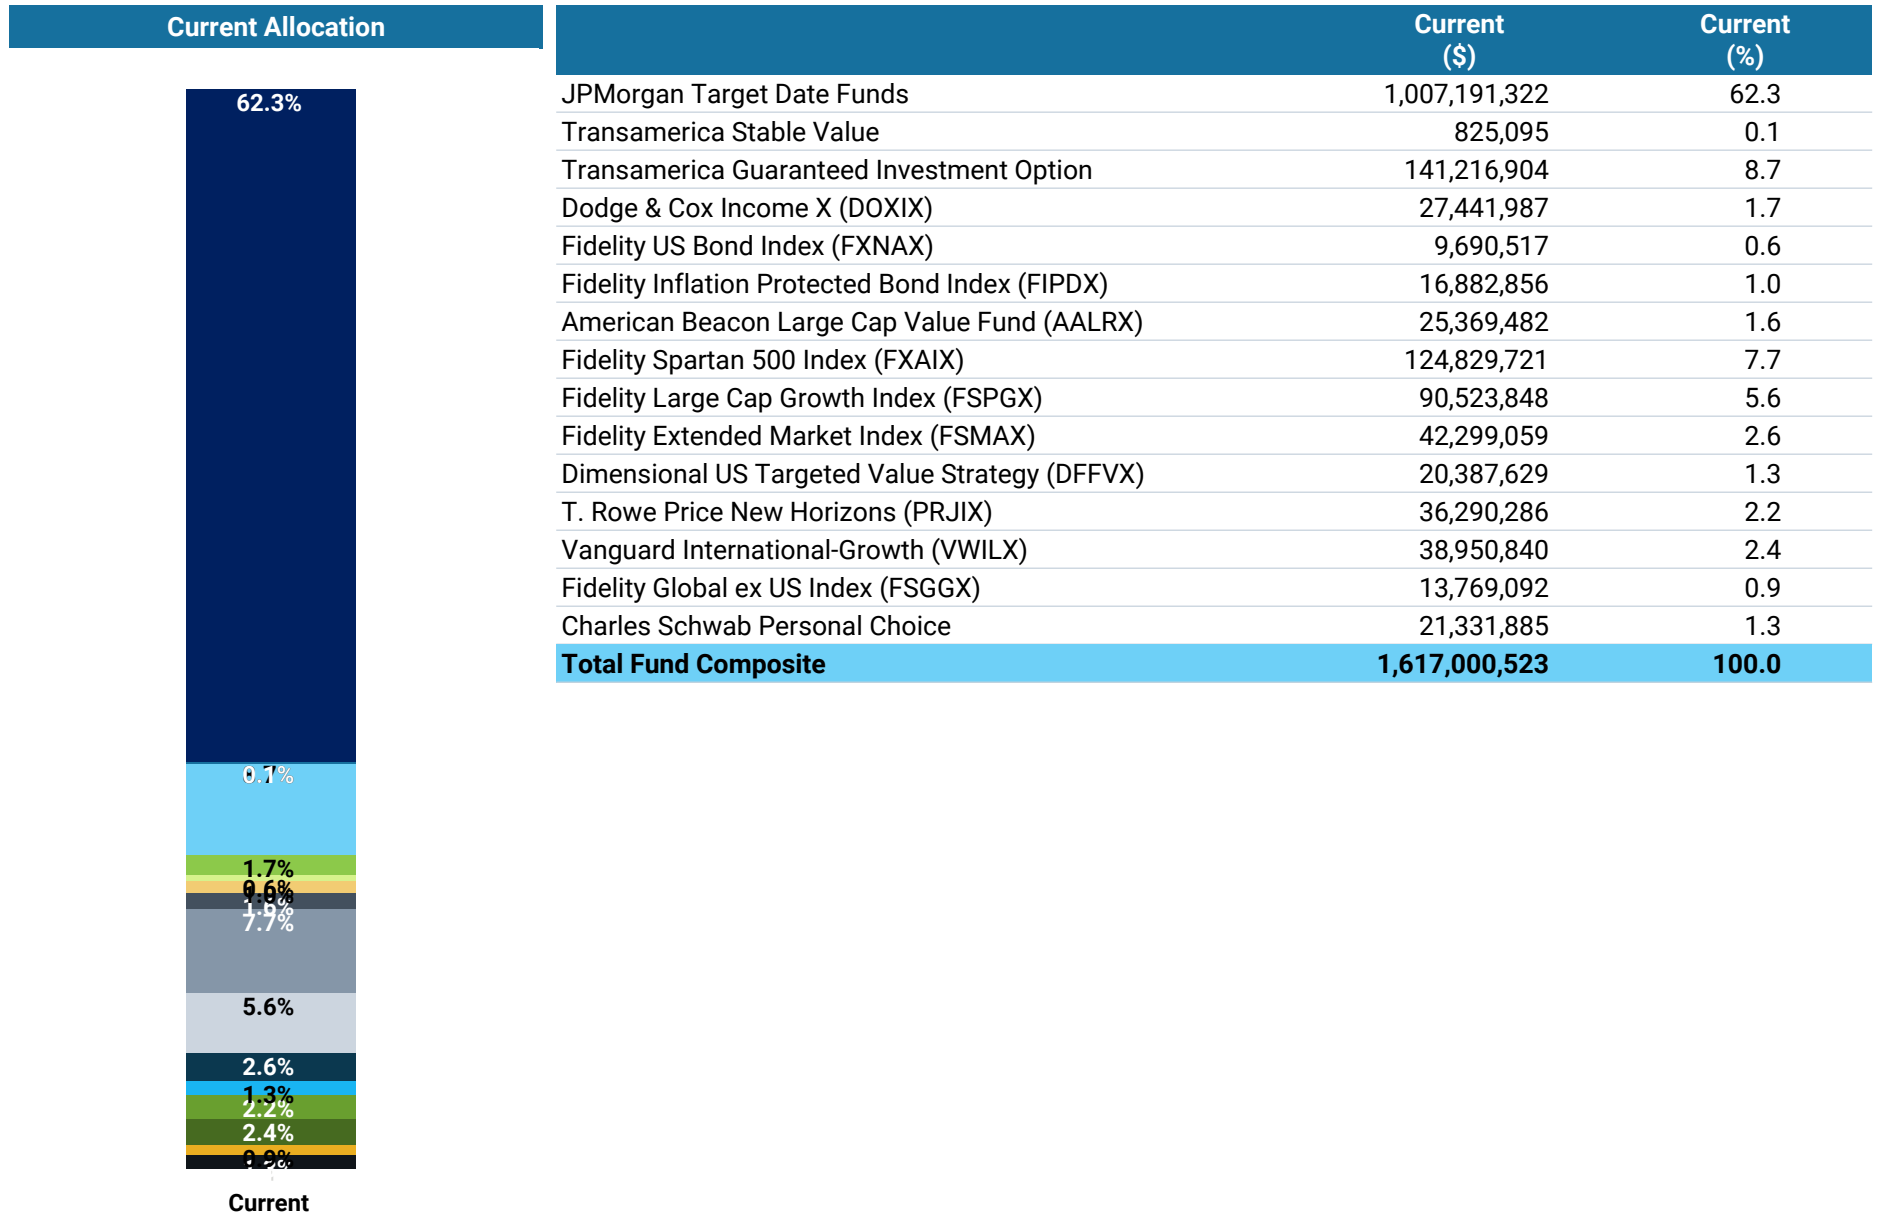 Current Allocation
62.3%
1.7%
0.6%
1.6%
7.7%
5.6%
2.6%
1.3%
2.2%
2.4%
0.9%
Current
Current ($) Current (%)
JPMorgan Target Date Funds 1,007,191,322 62.3
Transamerica Stable Value 825,095 0.1
Transamerica Guaranteed Investment Option 141,216,904 8.7
Dodge & Cox Income X (DOXIX) 27,441,987 1.7
Fidelity US Bond Index (FXNAX) 9,690,517 0.6
Fidelity Inflation Protected Bond Index (FIPDX) 16,882,856 1.0
American Beacon Large Cap Value Fund (AALRX) 25,369,482 1.6
Fidelity Spartan 500 Index (FXAIX) 124,829,721 7.7
Fidelity Large Cap Growth Index (FSPGX) 90,523,848 5.6
Fidelity Extended Market Index (FSMAX) 42,299,059 2.6
Dimensional US Targeted Value Strategy (DFFVX) 20,387,629 1.3
T. Rowe Price New Horizons (PRJIX) 36,290,286 2.2
Vanguard International-Growth (VWILX) 38,950,840 2.4
Fidelity Global ex US Index (FSGGX) 13,769,092 0.9
Charles Schwab Personal Choice 21,331,885 1.3
Total Fund Composite 1,617,000,523 100.0